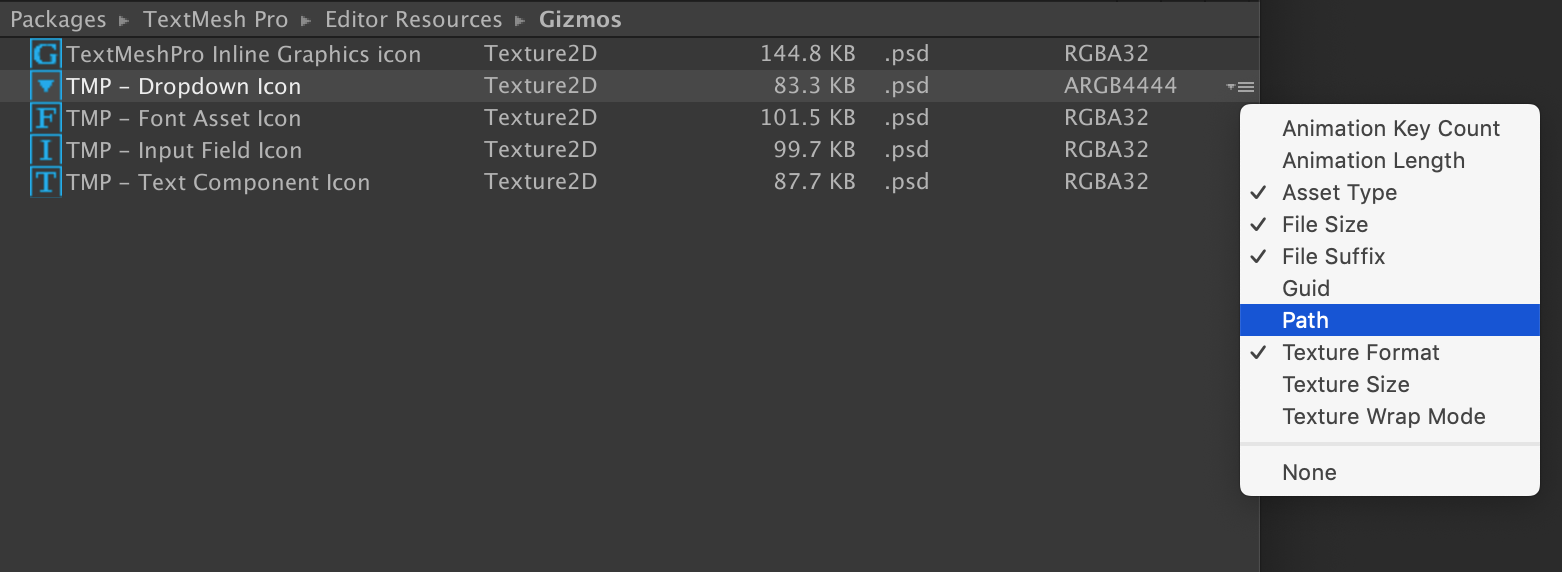 Packages ▸ TextMesh Pro ▸ Editor Resources ▸ Gizmos
G TextMeshPro Inline Graphics icon Texture2D 144.8 KB .psd RGBA32
TMP – Dropdown Icon Texture2D 83.3 KB .psd ARGB4444
F TMP – Font Asset Icon Texture2D 101.5 KB .psd RGBA32
I TMP – Input Field Icon Texture2D 99.7 KB .psd RGBA32
T TMP – Text Component Icon Texture2D 87.7 KB .psd RGBA32
Animation Key Count
Animation Length
✓ Asset Type
✓ File Size
✓ File Suffix
Guid
Path
✓ Texture Format
Texture Size
Texture Wrap Mode
None